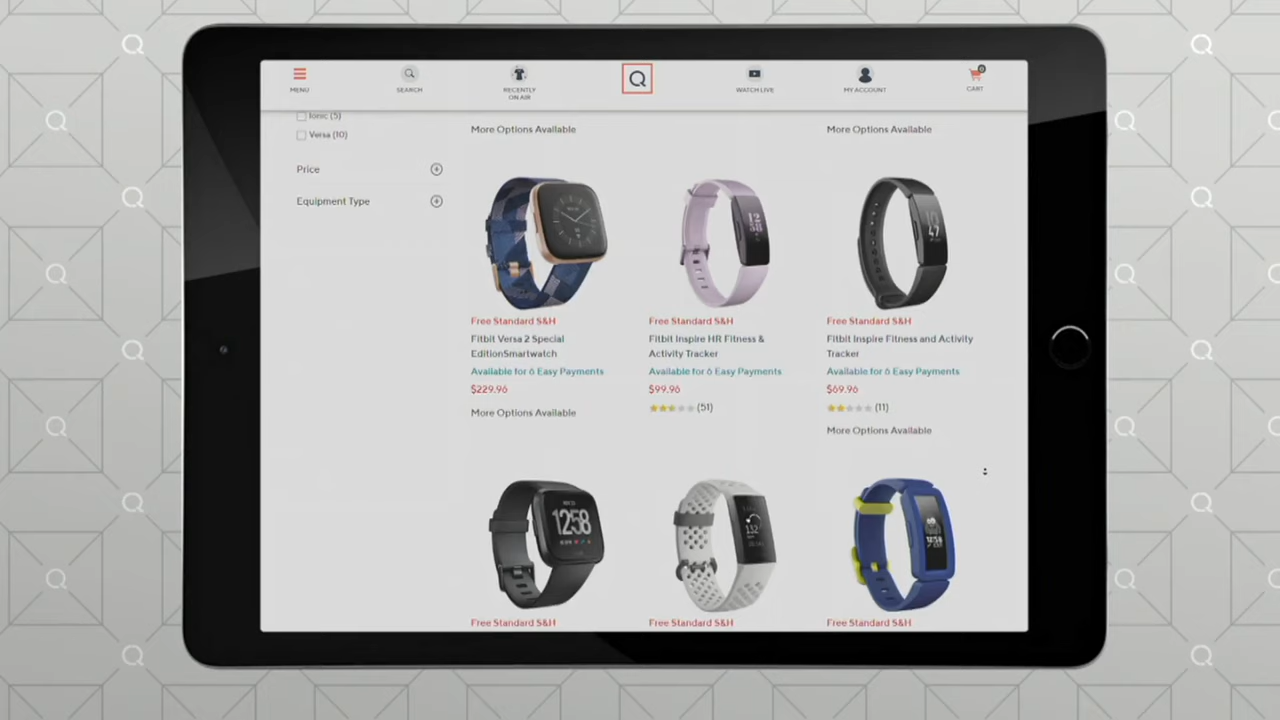 MENU
SEARCH
RECENTLY
ON AIR
Q
WATCH LIVE
MY ACCOUNT
0
CART
Ionic (5)
Versa (10)
Price
Equipment Type
More Options Available
More Options Available
Free Standard S&H
Fitbit Versa 2 Special
EditionSmartwatch
Available for 6 Easy Payments
$229.96
More Options Available
Free Standard S&H
Fitbit Inspire HR Fitness &
Activity Tracker
Available for 6 Easy Payments
$99.96
(51)
Free Standard S&H
Fitbit Inspire Fitness and Activity
Tracker
Available for 6 Easy Payments
$69.96
(11)
More Options Available
12:58
132
Free Standard S&H
Free Standard S&H
Free Standard S&H